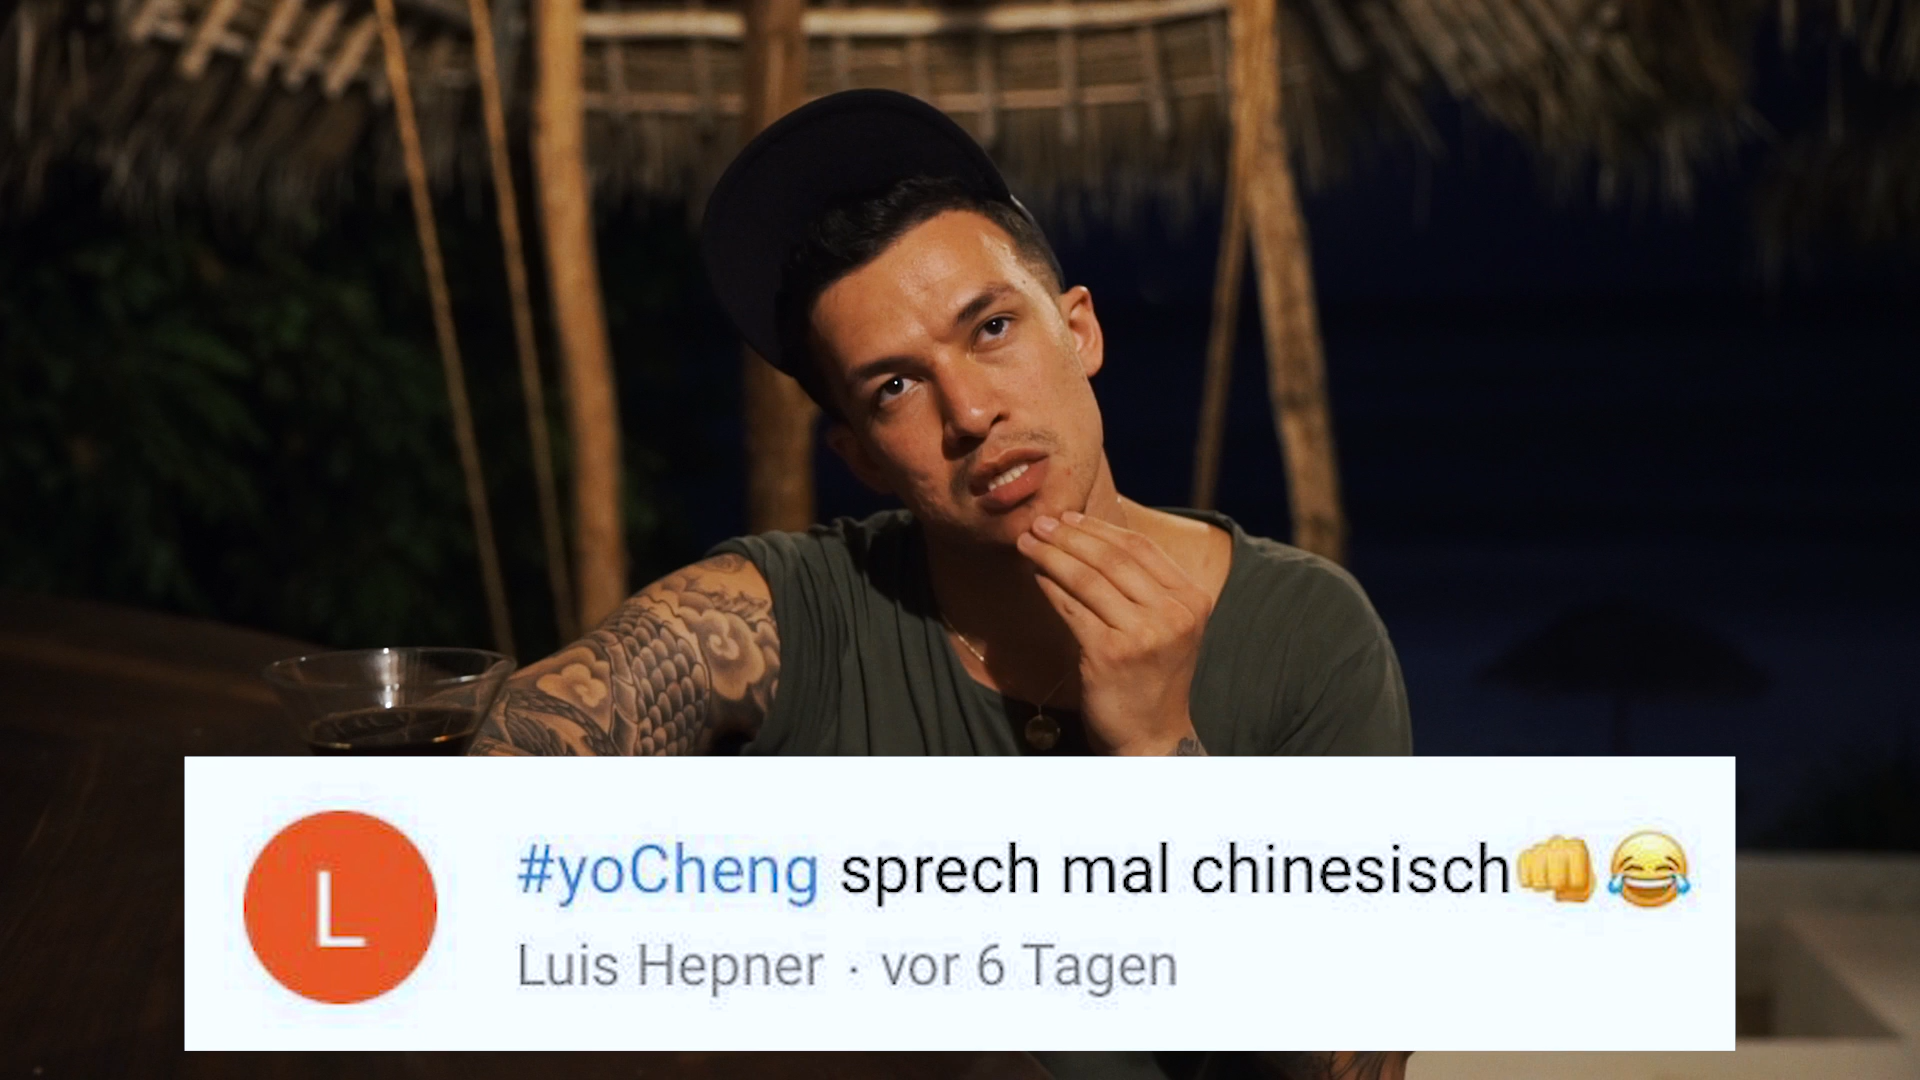 L
#yoCheng sprech mal chinesisch👊😂
Luis Hepner · vor 6 Tagen